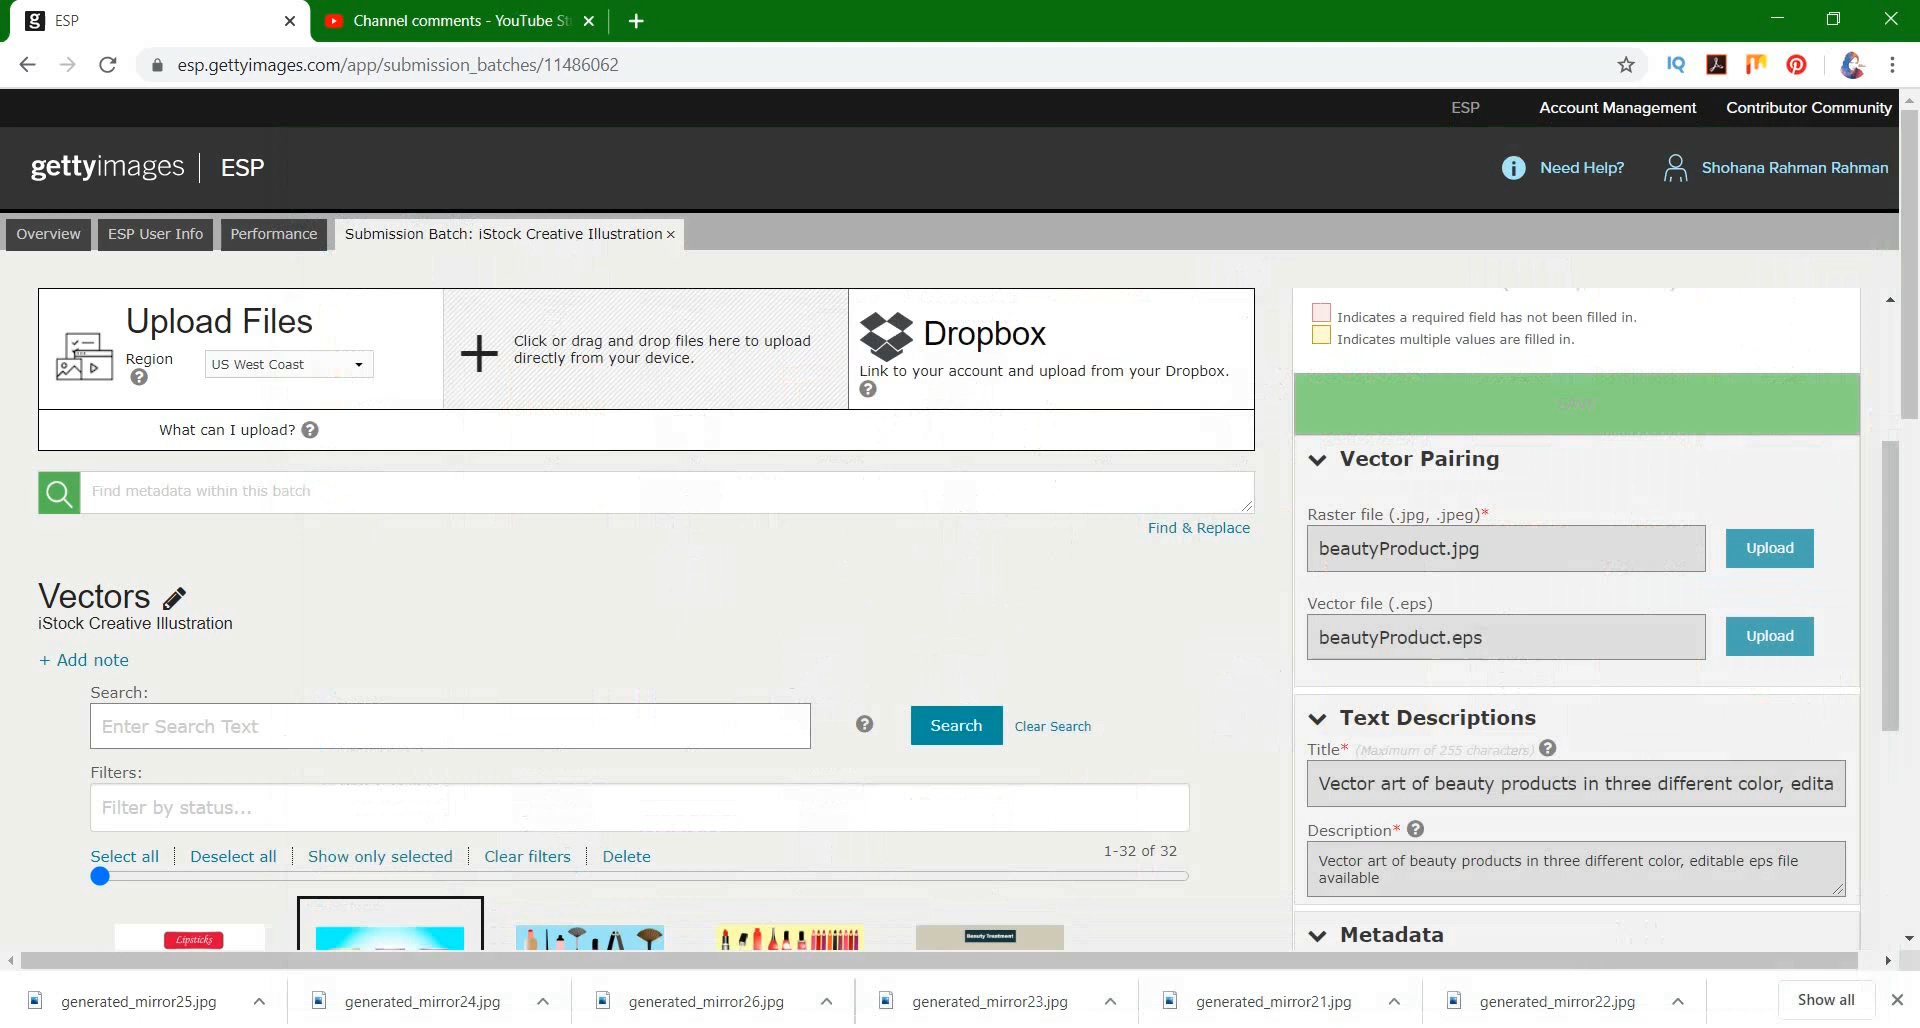 ESP
Channel comments - YouTube St
esp.gettyimages.com/app/submission_batches/11486062
IQ
ESP
Account Management
Contributor Community
gettyimages
ESP
Need Help?
Shohana Rahman Rahman
Overview
ESP User Info
Performance
Submission Batch: iStock Creative Illustration ×
Upload Files
Region
US West Coast
Click or drag and drop files here to upload
directly from your device.
Dropbox
Link to your account and upload from your Dropbox.
What can I upload?
Find metadata within this batch
Find & Replace
Vectors
iStock Creative Illustration
+ Add note
Search:
Enter Search Text
Search
Clear Search
Filters:
Filter by status...
Select all
Deselect all
Show only selected
Clear filters
Delete
1-32 of 32
Lipsticks
Beauty Treatment
Indicates a required field has not been filled in.
Indicates multiple values are filled in.
Vector Pairing
Raster file (.jpg, .jpeg)*
beautyProduct.jpg
Upload
Vector file (.eps)
beautyProduct.eps
Upload
Text Descriptions
Title* (Maximum of 255 characters)
Vector art of beauty products in three different color, edita
Description*
Vector art of beauty products in three different color, editable eps file
available
Metadata
generated_mirror25.jpg
generated_mirror24.jpg
generated_mirror26.jpg
generated_mirror23.jpg
generated_mirror21.jpg
generated_mirror22.jpg
Show all